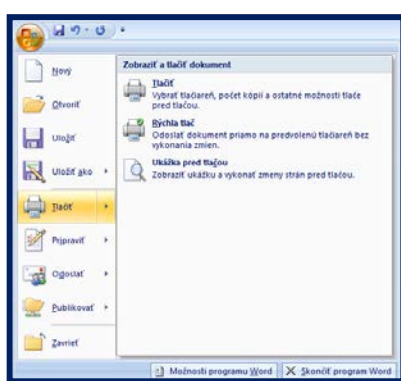 Nový
Otvoriť
Uložiť
Uložiť ako
Tlačiť
Pripraviť
Odoslať
Publikovať
Zavrieť
Zobraziť a tlačiť dokument
Tlačiť
Vybrať tlačiareň, počet kópií a ostatné možnosti tlače
pred tlačou.
Rýchla tlač
Odoslať dokument priamo na predvolenú tlačiareň bez
vykonania zmien.
Ukážka pred tlačou
Zobraziť ukážku a vykonať zmeny strán pred tlačou.
Možnosti programu Word
Skončiť program Word